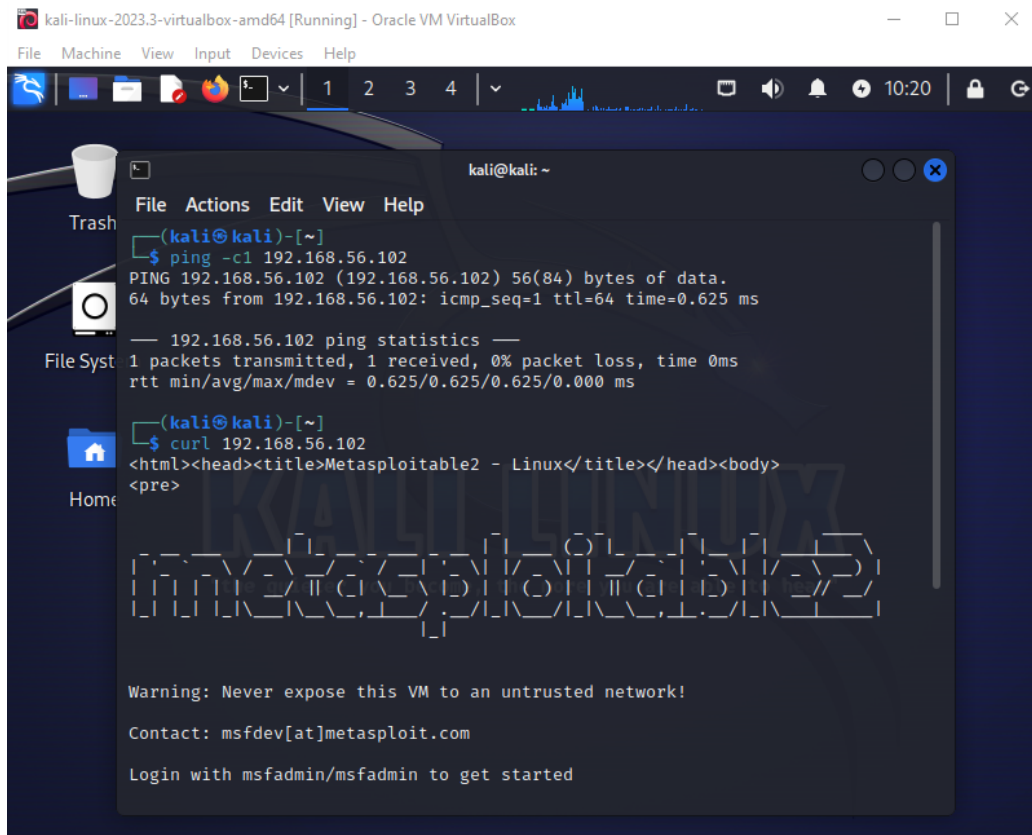 kali-linux-2023.3-virtualbox-amd64 [Running] - Oracle VM VirtualBox
File Machine View Input Devices Help
1 2 3 4 10:20
Trash
File Syst
Home
kali@kali: ~
File Actions Edit View Help
┌──(kali㉿kali)-[~]
└─$ ping -c1 192.168.56.102
PING 192.168.56.102 (192.168.56.102) 56(84) bytes of data.
64 bytes from 192.168.56.102: icmp_seq=1 ttl=64 time=0.625 ms
─── 192.168.56.102 ping statistics ───
1 packets transmitted, 1 received, 0% packet loss, time 0ms
rtt min/avg/max/mdev = 0.625/0.625/0.625/0.000 ms
┌──(kali㉿kali)-[~]
└─$ curl 192.168.56.102
<html><head><title>Metasploitable2 - Linux</title></head><body>
<pre>
metasploitable2
Warning: Never expose this VM to an untrusted network!
Contact: msfdev[at]metasploit.com
Login with msfadmin/msfadmin to get started
KALI LINUX